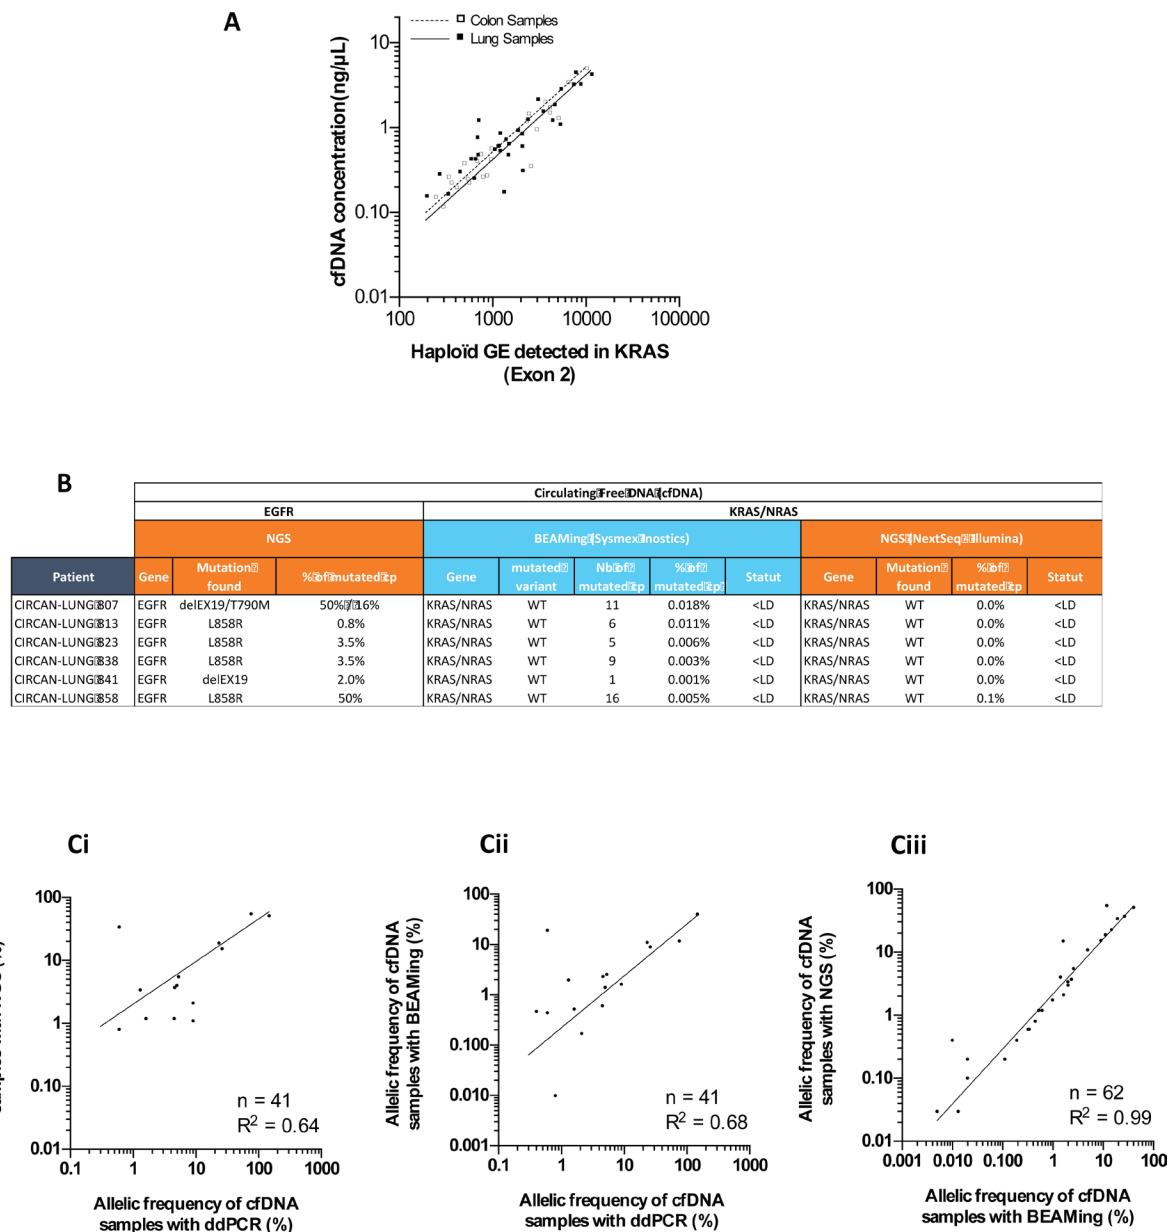 A
Colon Samples
Lung Samples
cfDNA concentration(ng/µL)
10
1
0.10
0.01
100 1000 10000 100000
Haploïd GE detected in KRAS
(Exon 2)
B
Circulating Free DNA (cfDNA)
EGFR KRAS/NRAS
NGS BEAMing (Sysmex Inostics) NGS (NextSeq Illumina)
Patient Gene Mutation found % of mutated cp Gene mutated variant Nb of mutated cp % of mutated cp Statut Gene Mutation found % of mutated cp Statut
CIRCAN-LUNG 807 EGFR delEX19/T790M 50% / 16% KRAS/NRAS WT 11 0.018% <LD KRAS/NRAS WT 0.0% <LD
CIRCAN-LUNG 813 EGFR L858R 0.8% KRAS/NRAS WT 6 0.011% <LD KRAS/NRAS WT 0.0% <LD
CIRCAN-LUNG 823 EGFR L858R 3.5% KRAS/NRAS WT 5 0.006% <LD KRAS/NRAS WT 0.0% <LD
CIRCAN-LUNG 838 EGFR L858R 3.5% KRAS/NRAS WT 9 0.003% <LD KRAS/NRAS WT 0.0% <LD
CIRCAN-LUNG 841 EGFR delEX19 2.0% KRAS/NRAS WT 1 0.001% <LD KRAS/NRAS WT 0.0% <LD
CIRCAN-LUNG 858 EGFR L858R 50% KRAS/NRAS WT 16 0.005% <LD KRAS/NRAS WT 0.1% <LD
Ci
100
10
1
0.10
0.01
n = 41
R² = 0.64
0.1 1 10 100 1000
Allelic frequency of cfDNA
samples with ddPCR (%)
Cii
Allelic frequency of cfDNA
samples with BEAMing (%)
100
10
1
0.100
0.010
0.001
n = 41
R² = 0.68
0.1 1 10 100 1000
Allelic frequency of cfDNA
samples with ddPCR (%)
Ciii
Allelic frequency of cfDNA
samples with NGS (%)
100
10
1
0.10
0.01
n = 62
R² = 0.99
0.001 0.010 0.100 1 10 100
Allelic frequency of cfDNA
samples with BEAMing (%)